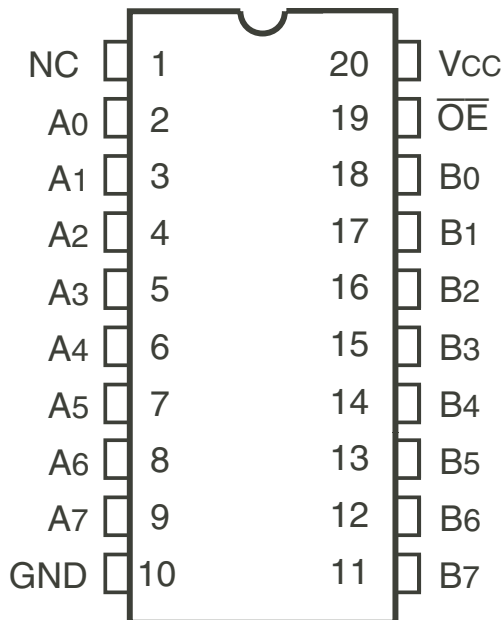 NC 1 20 VCC
A0 2 19 O̅E̅
A1 3 18 B0
A2 4 17 B1
A3 5 16 B2
A4 6 15 B3
A5 7 14 B4
A6 8 13 B5
A7 9 12 B6
GND 10 11 B7